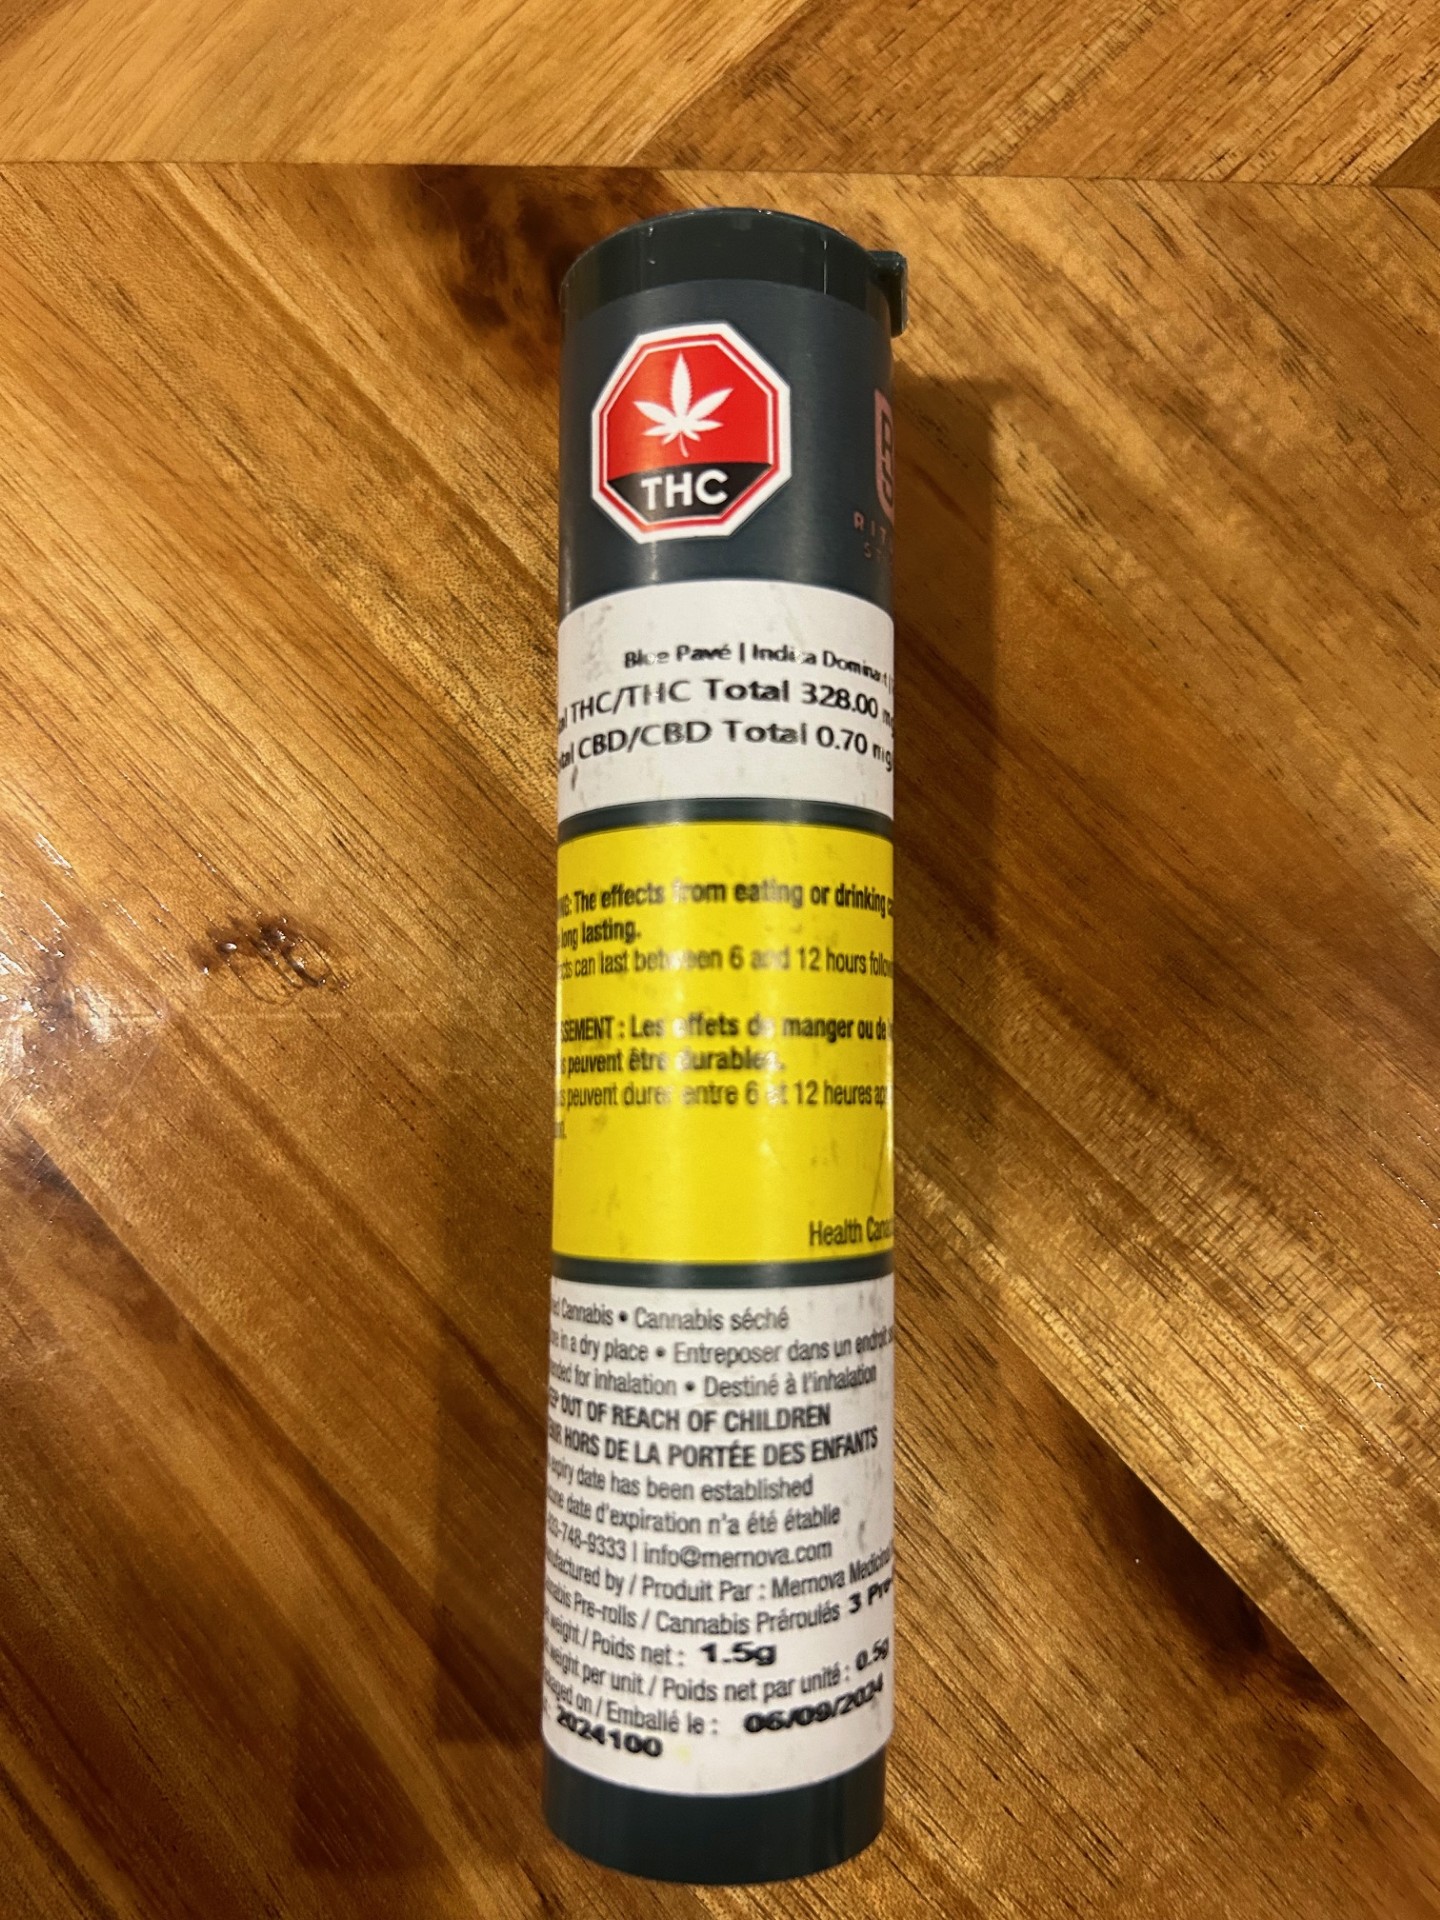 THC
Blue Pavé | Indica Dominant |
THC/THC Total 328.00
CBD/CBD Total 0.70 mg
The effects from eating or drinking
long lasting.
can last between 6 and 12 hours
: Les effets de manger ou de
peuvent être durables.
peuvent durer entre 6 et 12 heures
Health
Cannabis • Cannabis séché
in a dry place • Entreposer dans un endroit
for inhalation • Destiné à l'inhalation
OUT OF REACH OF CHILDREN
HORS DE LA PORTÉE DES ENFANTS
expiry date has been established
date d'expiration n'a été établie
-748-9333 | info@mernova.com
by / Produit Par : Mernova Medicinal
Pre-rolls / Cannabis Préroulés 3
weight / Poids net : 1.5g
weight per unit / Poids net par unité : 0.5g
on / Emballé le : 06/09/2024
2024100